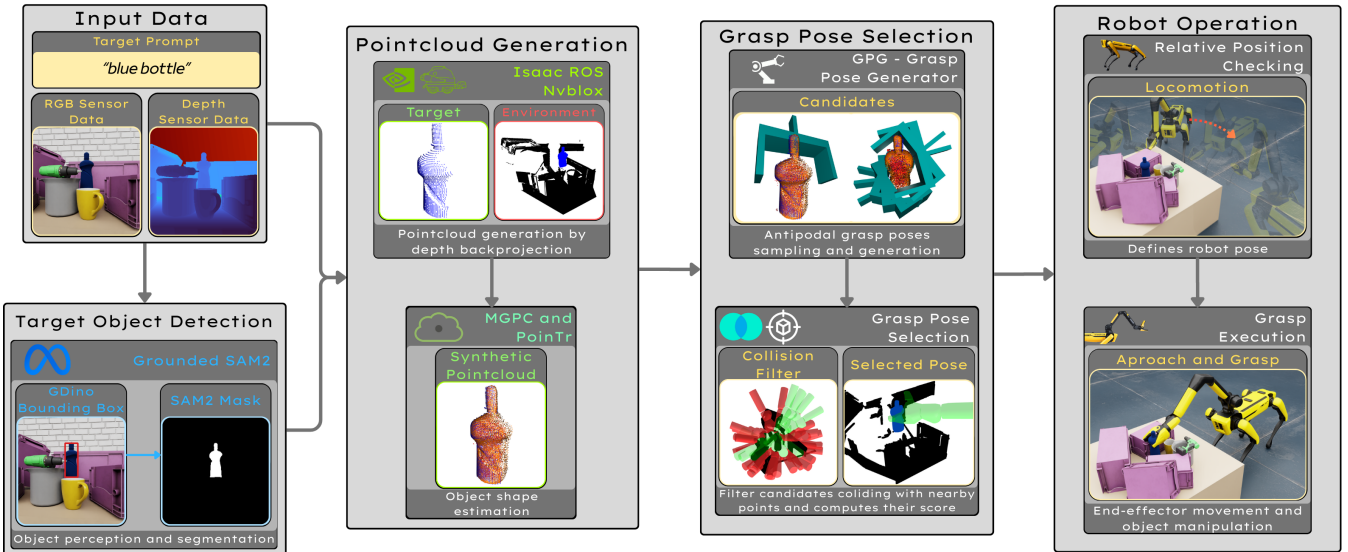 Input Data
Target Prompt
"blue bottle"
RGB Sensor
Data
Depth
Sensor Data
Target Object Detection
Grounded SAM2
GDino
Bounding Box
SAM2 Mask
Object perception and segmentation
Pointcloud Generation
Isaac ROS
Nvblox
Target
Environment
Pointcloud generation by
depth backprojection
MGPC and
PoinTr
Synthetic
Pointcloud
Object shape
estimation
Grasp Pose Selection
GPG - Grasp
Pose Generator
Candidates
Antipodal grasp poses
sampling and generation
Grasp Pose
Selection
Collision
Filter
Selected Pose
Filter candidates colliding with nearby
points and computes their score
Robot Operation
Relative Position
Checking
Locomotion
Defines robot pose
Grasp
Execution
Aproach and Grasp
End-effector movement and
object manipulation